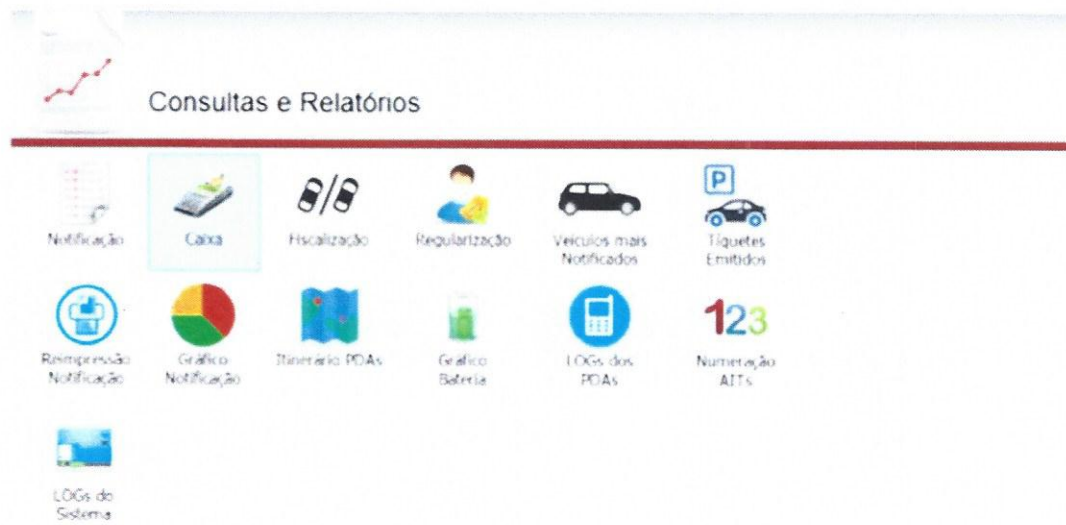 Consultas e Relatórios
Notificação
Caixa
Fiscalização
Regularização
Veículos mais
Notificados
P
Tíquetes
Emitidos
Reimpressão
Notificação
Gráfico
Notificação
Itinerário PDAs
Gráfico
Bateria
LOGs dos
PDAs
123
Numeração
AITs
LOGs do
Sistema